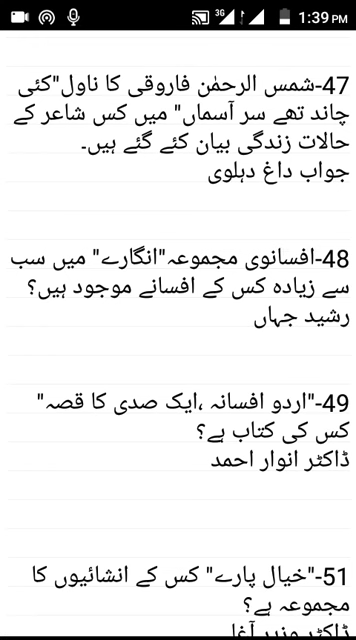 3G 1:39 PM
47-شمس الرحمٰن فاروقی کا ناول"کئی
چاند تھے سر آسماں" میں کس شاعر کے
حالات زندگی بیان کئے گئے ہیں۔
جواب داغ دہلوی
48-افسانوی مجموعہ"انگارے" میں سب
سے زیادہ کس کے افسانے موجود ہیں؟
رشید جہاں
49-"اردو افسانہ ،ایک صدی کا قصہ"
کس کی کتاب ہے؟
ڈاکٹر انوار احمد
51-"خیال پارے" کس کے انشائیوں کا
مجموعہ ہے؟
ڈاکٹر وزیر آغا